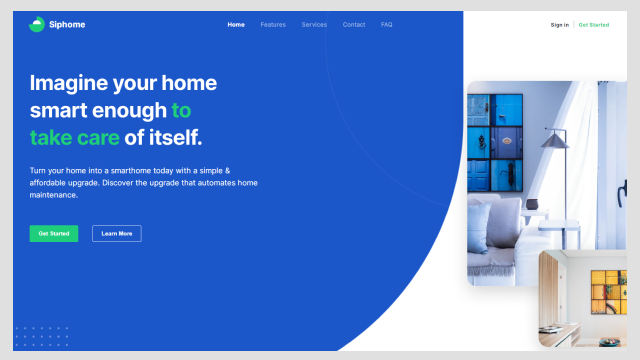 Siphome
Home Features Services Contact FAQ
Sign in Get Started
Imagine your home
smart enough to
take care of itself.
Turn your home into a smarthome today with a simple &
affordable upgrade. Discover the upgrade that automates home
maintenance.
Get Started Learn More